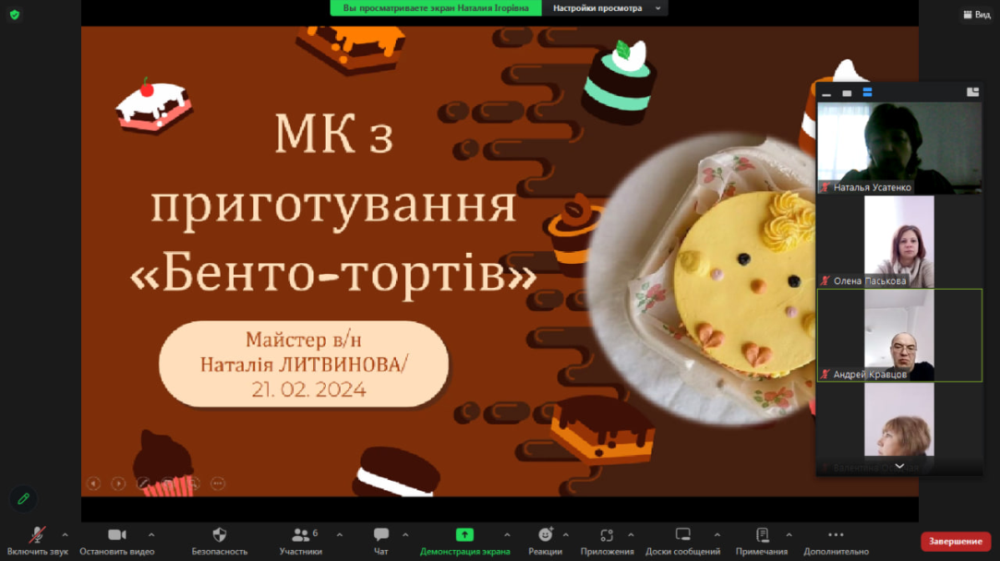 Вы просматриваете экран Наталия Ігорівна
Настройки просмотра
Вид
МК з
приготування
«Бенто-тортів»
Майстер в/н
Наталія ЛИТВИНОВА/
21. 02. 2024
Наталья Усатенко
Олена Паськова
Андрей Кравцов
Включить звук
Остановить видео
Безопасность
Участники
6
Чат
Демонстрация экрана
Реакции
Приложения
Доски сообщений
Примечания
Дополнительно
Завершение